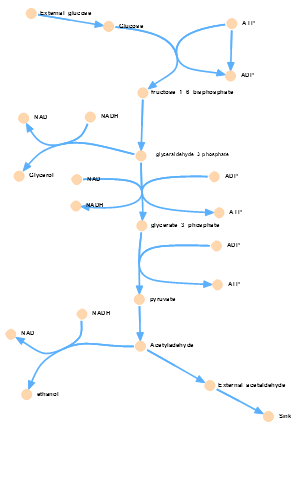 External glucose
Glucose
ATP
ADP
fructose 1 6 bisphosphate
NAD
NADH
glyceraldehyde 3 phosphate
Glycerol
NAD
ADP
NADH
ATP
glycerate 3 phosphate
ADP
ATP
pyruvate
NADH
NAD
Acetyladehyde
External acetaldehyde
ethanol
Sink